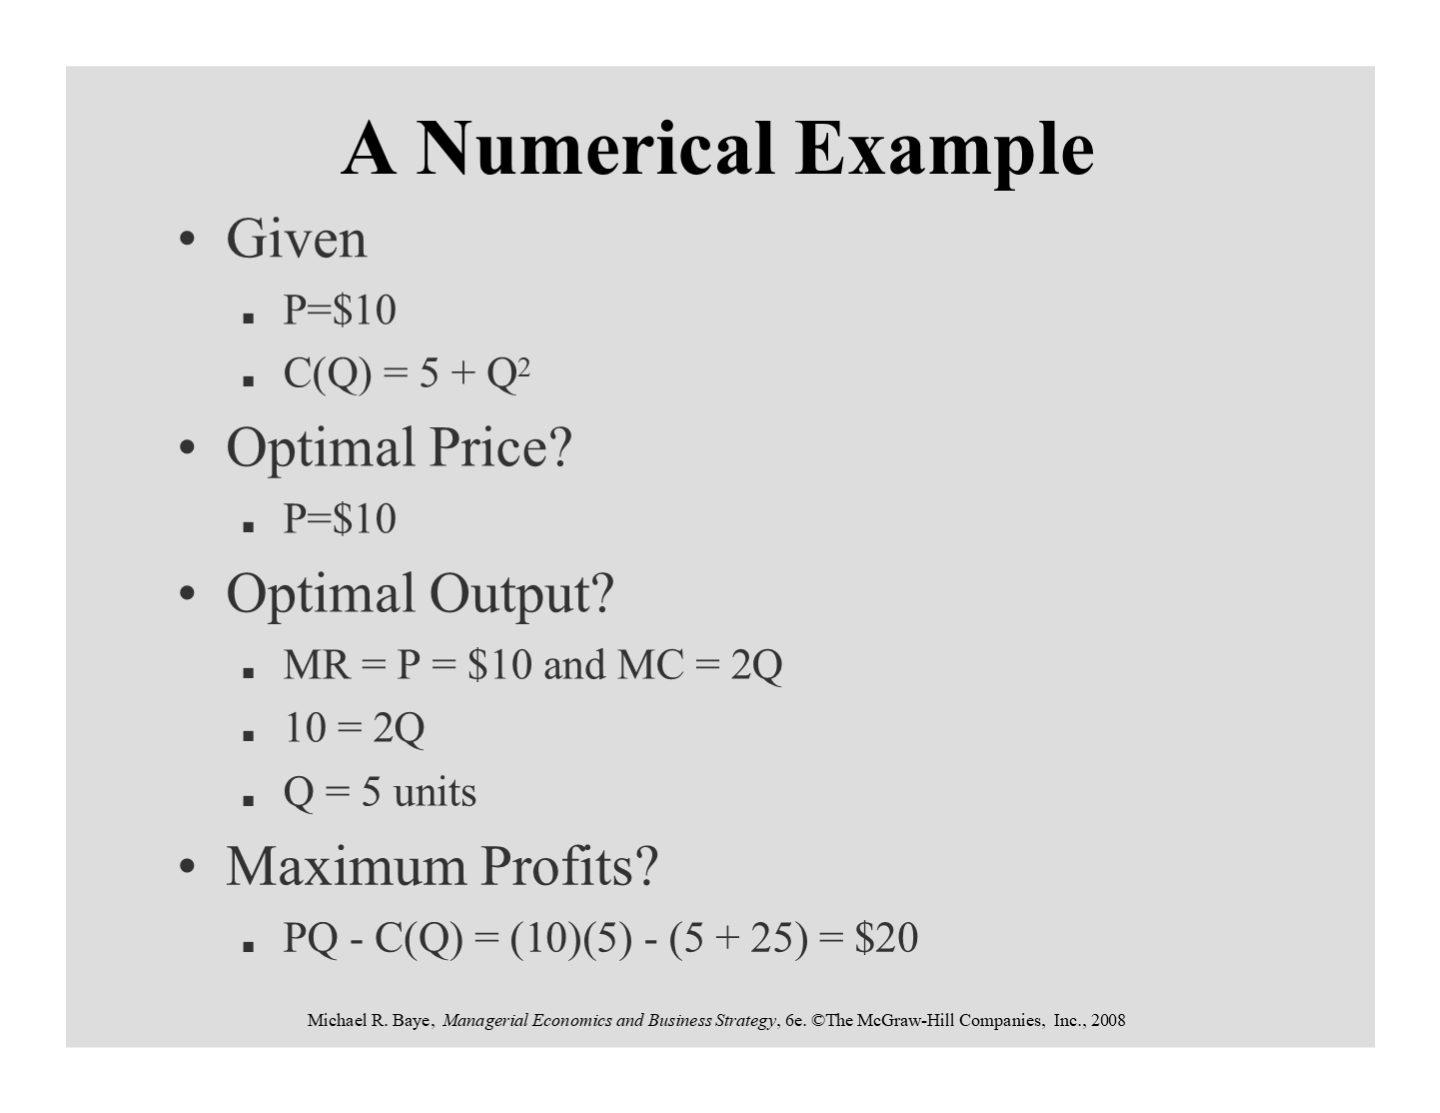 A Numerical Example
• Given
▪ P=$10
▪ C(Q) = 5 + Q²
• Optimal Price?
▪ P=$10
• Optimal Output?
▪ MR = P = $10 and MC = 2Q
▪ 10 = 2Q
▪ Q = 5 units
• Maximum Profits?
▪ PQ - C(Q) = (10)(5) - (5 + 25) = $20
Michael R. Baye, Managerial Economics and Business Strategy, 6e. ©The McGraw-Hill Companies, Inc., 2008